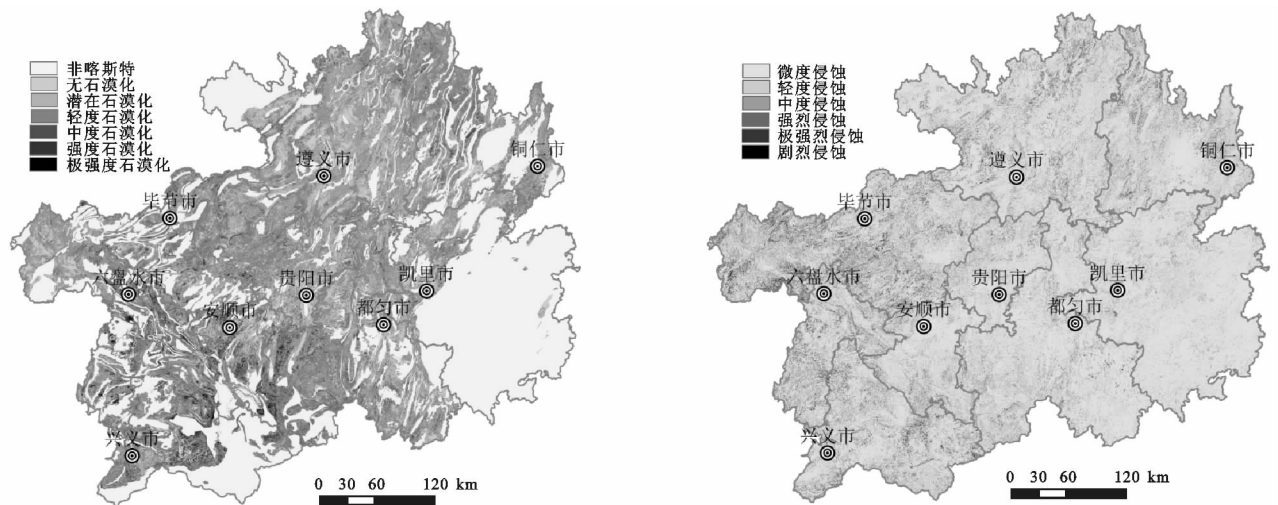 非喀斯特
无石漠化
潜在石漠化
轻度石漠化
中度石漠化
强度石漠化
极强度石漠化
遵义市
铜仁市
毕节市
六盘水市
贵阳市
凯里市
安顺市
都匀市
兴义市
0 30 60 120 km
微度侵蚀
轻度侵蚀
中度侵蚀
强烈侵蚀
极强烈侵蚀
剧烈侵蚀
遵义市
铜仁市
毕节市
六盘水市
贵阳市
凯里市
安顺市
都匀市
兴义市
0 30 60 120 km